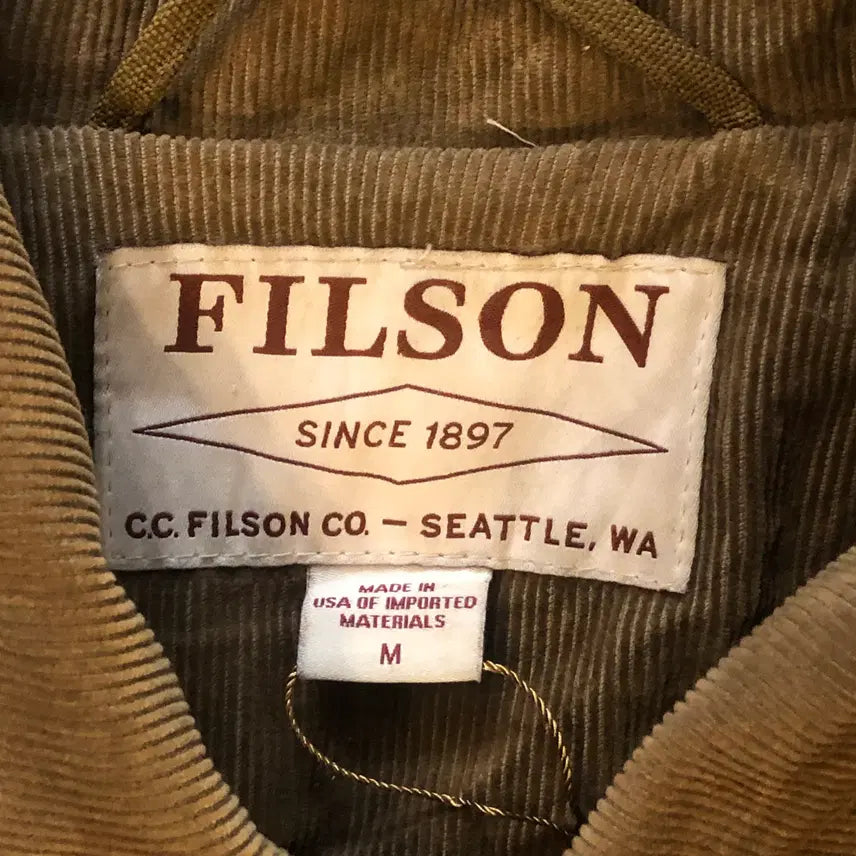 FILSON
SINCE 1897
C.C. FILSON CO. — SEATTLE, WA
MADE IN
USA OF IMPORTED
MATERIALS
M